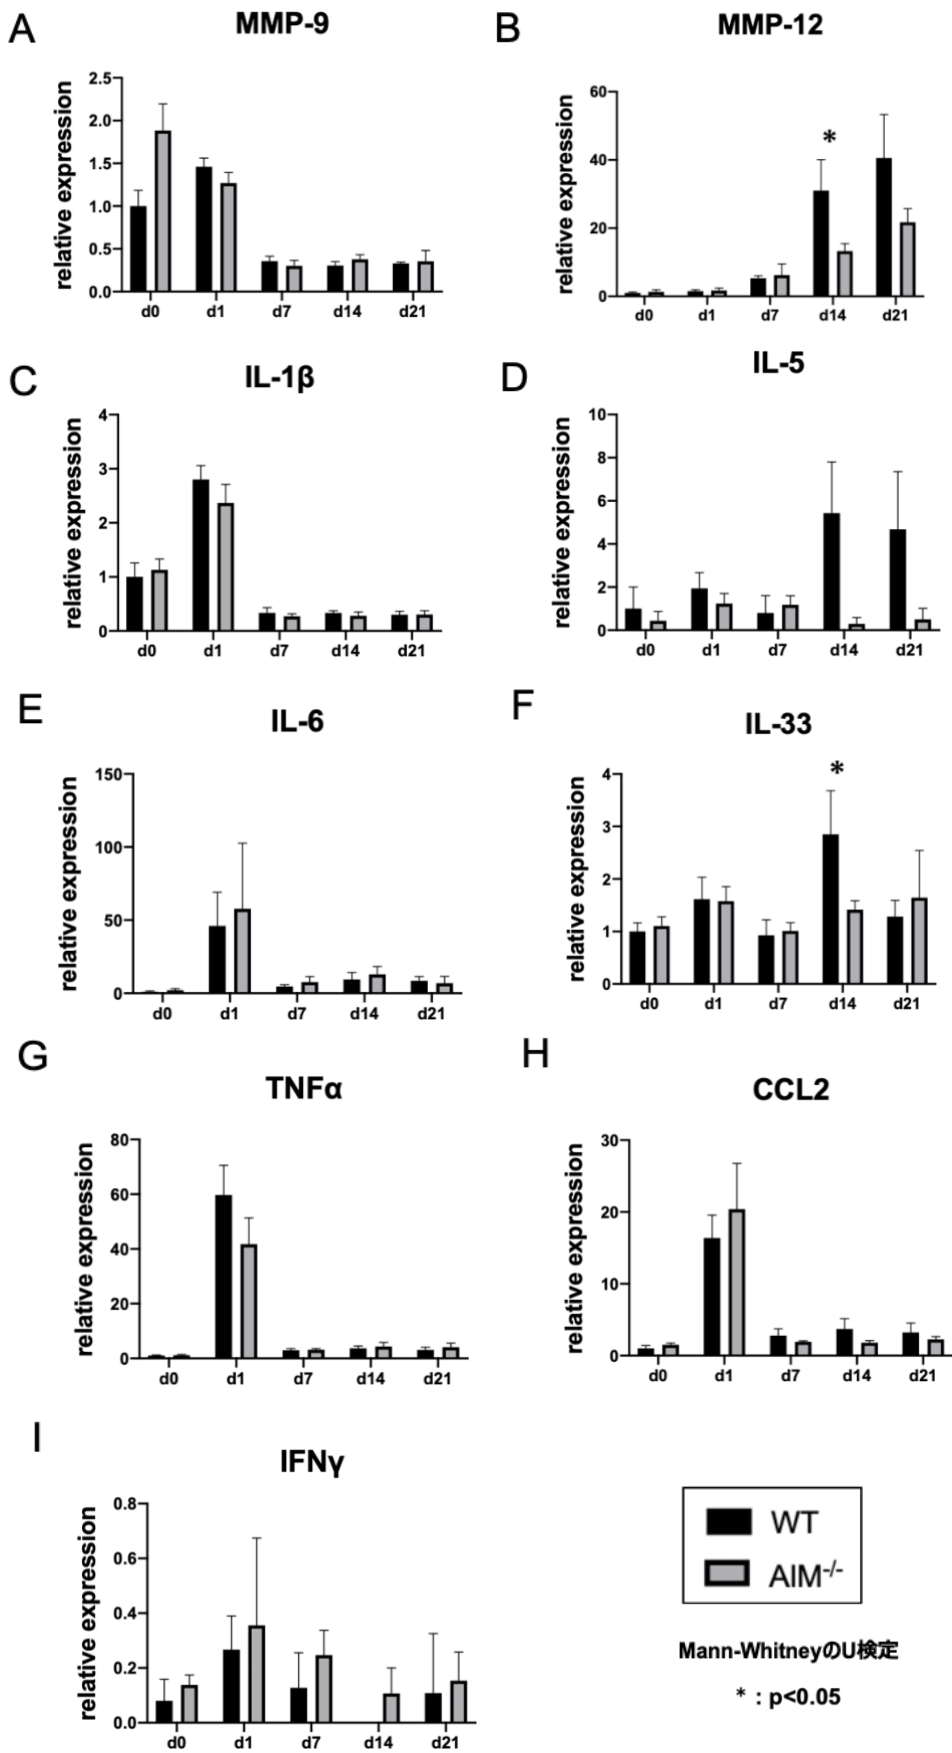 A
MMP-9
relative expression
2.5
2.0
1.5
1.0
0.5
0.0
d0 d1 d7 d14 d21
B
MMP-12
relative expression
60
40
20
0
*
d0 d1 d7 d14 d21
C
IL-1β
relative expression
4
3
2
1
0
d0 d1 d7 d14 d21
D
IL-5
relative expression
10
8
6
4
2
0
d0 d1 d7 d14 d21
E
IL-6
relative expression
150
100
50
0
d0 d1 d7 d14 d21
F
IL-33
relative expression
4
3
2
1
0
*
d0 d1 d7 d14 d21
G
TNFα
relative expression
80
60
40
20
0
d0 d1 d7 d14 d21
H
CCL2
relative expression
30
20
10
0
d0 d1 d7 d14 d21
I
IFNγ
relative expression
0.8
0.6
0.4
0.2
0.0
d0 d1 d7 d14 d21
WT
AIM-/-
Mann-WhitneyのU検定
* : p<0.05